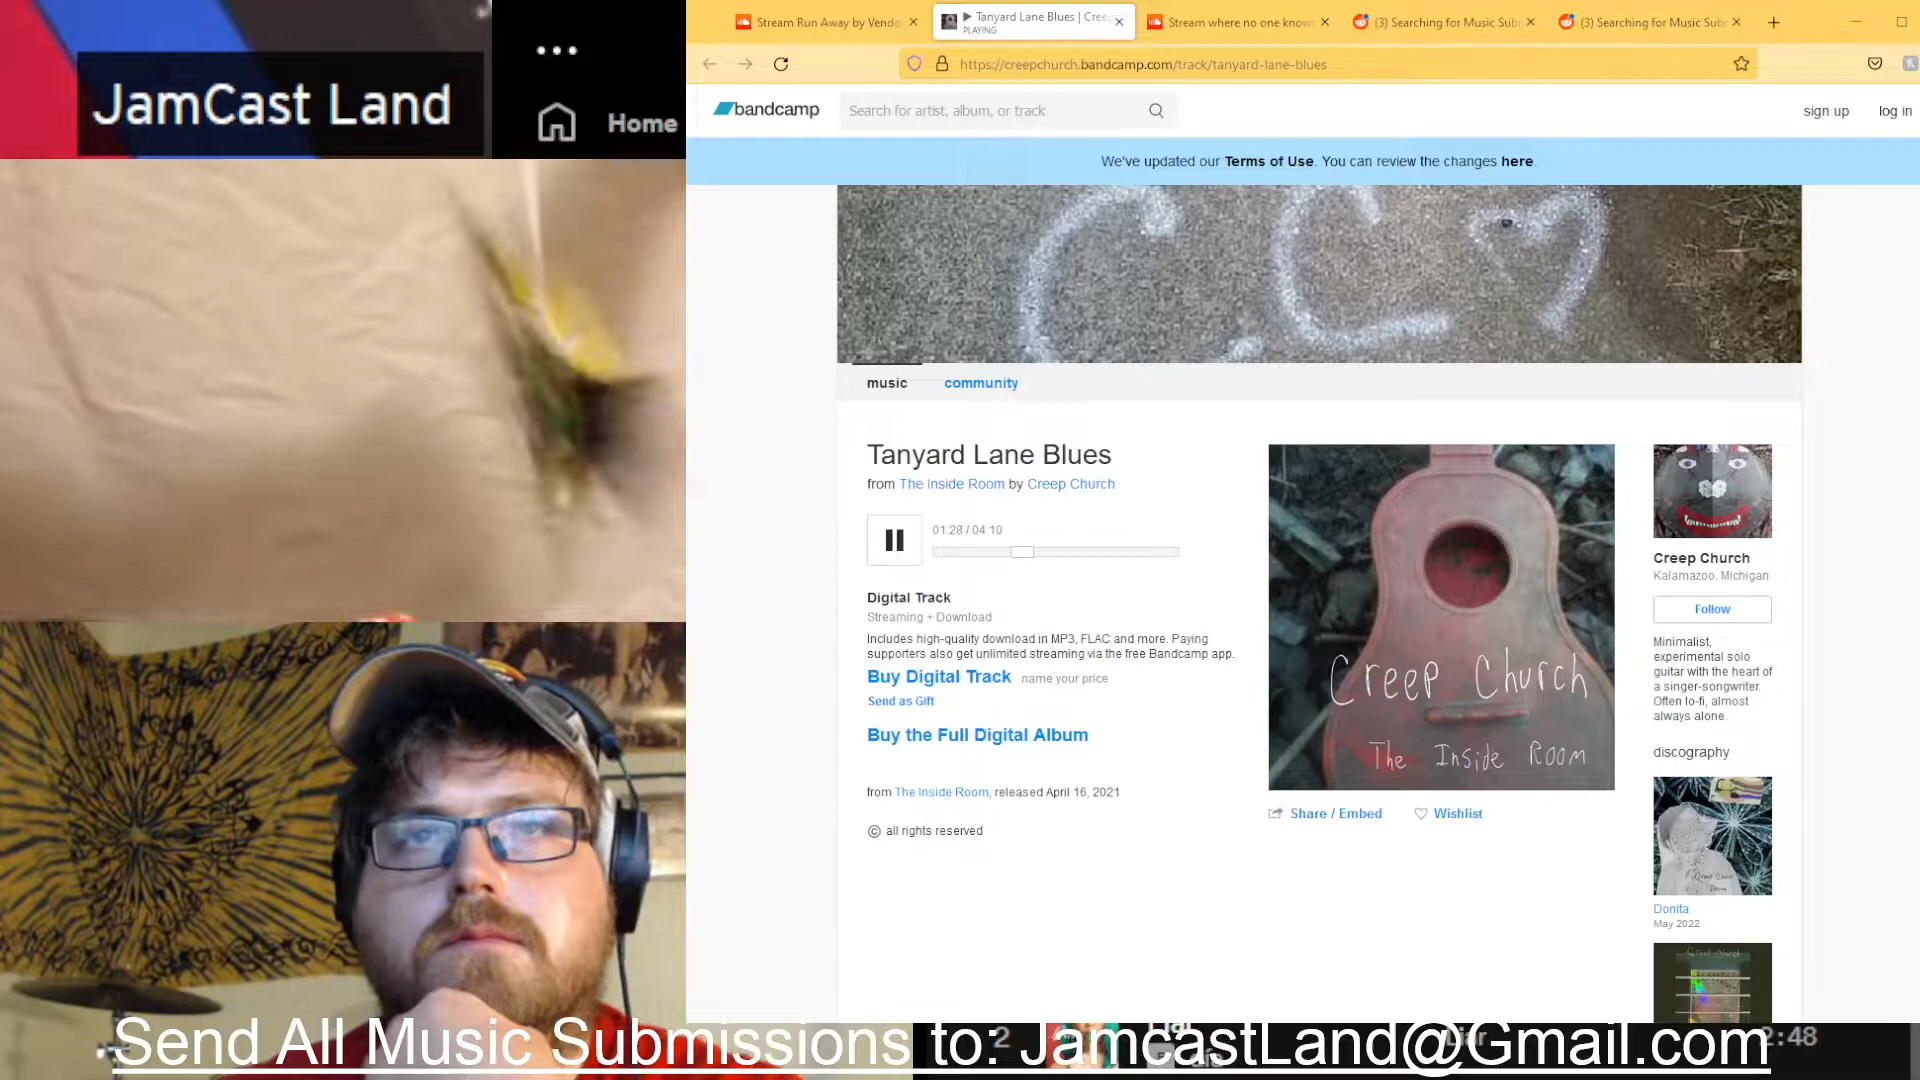 JamCast Land
Home
Stream Run Away by Vendo
▶ Tanyard Lane Blues | Cree
PLAYING
Stream where no one know
(3) Searching for Music Sub
(3) Searching for Music Sub
https://creepchurch.bandcamp.com/track/tanyard-lane-blues
bandcamp
Search for artist, album, or track
sign up
log in
We've updated our Terms of Use. You can review the changes here.
C.C
music
community
Tanyard Lane Blues
from The Inside Room by Creep Church
01:28 / 04:10
Digital Track
Streaming + Download
Includes high-quality download in MP3, FLAC and more. Paying
supporters also get unlimited streaming via the free Bandcamp app.
Buy Digital Track name your price
Send as Gift
Buy the Full Digital Album
from The Inside Room, released April 16, 2021
© all rights reserved
Creep Church
The Inside Room
Share / Embed
Wishlist
Creep Church
Kalamazoo, Michigan
Follow
Minimalist,
experimental solo
guitar with the heart of
a singer-songwriter.
Often lo-fi, almost
always alone.
discography
Donita
May 2022
Send All Music Submissions to: JamcastLand@Gmail.com
2
2:48